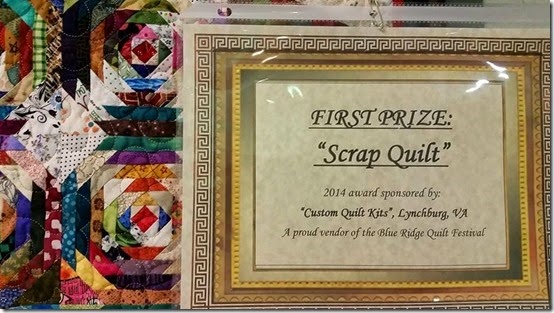 FIRST PRIZE:
"Scrap Quilt"
2014 award sponsored by:
"Custom Quilt Kits", Lynchburg, VA
A proud vendor of the Blue Ridge Quilt Festival